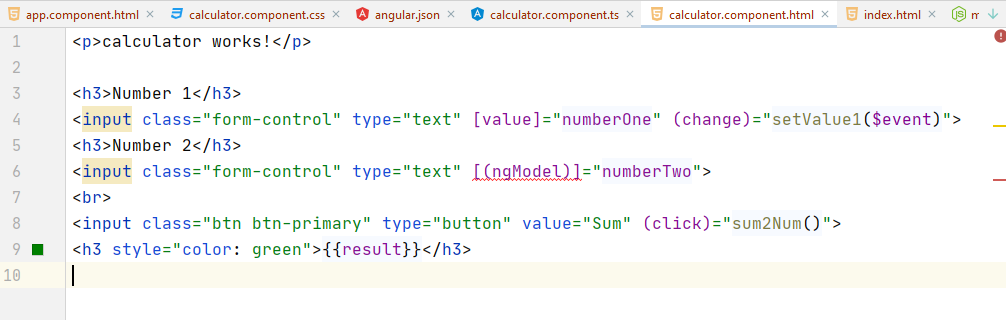 app.component.html calculator.component.css angular.json calculator.component.ts calculator.component.html index.html m
1 <p>calculator works!</p>
2
3 <h3>Number 1</h3>
4 <input class="form-control" type="text" [value]="numberOne" (change)="setValue1($event)">
5 <h3>Number 2</h3>
6 <input class="form-control" type="text" [(ngModel)]="numberTwo">
7 <br>
8 <input class="btn btn-primary" type="button" value="Sum" (click)="sum2Num()">
9 <h3 style="color: green">{{result}}</h3>
10